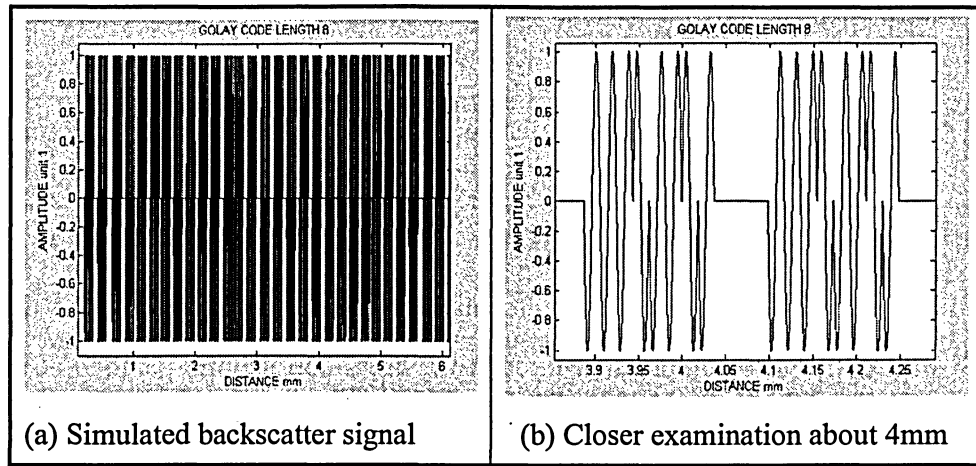 GOLAY CODE LENGTH 8
AMPLITUDE unit 1
1
0.8
0.6
0.4
0.2
0
-0.2
-0.4
-0.6
0.8
-1
1 2 3 4 5 6
DISTANCE mm
(a) Simulated backscatter signal
GOLAY CODE LENGTH 8
AMPLITUDE unit 1
1
0.8
0.6
0.4
0.2
0
-0.2
-0.4
-0.6
0.8
-1
3.9 3.95 4 4.05 4.1 4.15 4.2 4.25
DISTANCE mm
(b) Closer examination about 4mm